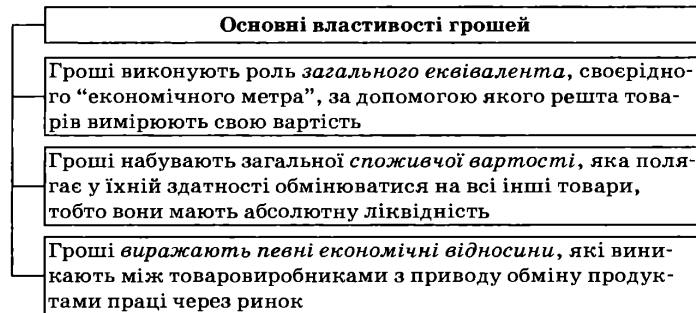 Основні властивості грошей
Гроші виконують роль загального еквівалента, своєрідно-
го “економічного метра”, за допомогою якого решта това-
рів вимірюють свою вартість
Гроші набувають загальної споживчої вартості, яка поля-
гає у їхній здатності обмінюватися на всі інші товари,
тобто вони мають абсолютну ліквідність
Гроші виражають певні економічні відносини, які вини-
кають між товаровиробниками з приводу обміну продук-
тами праці через ринок